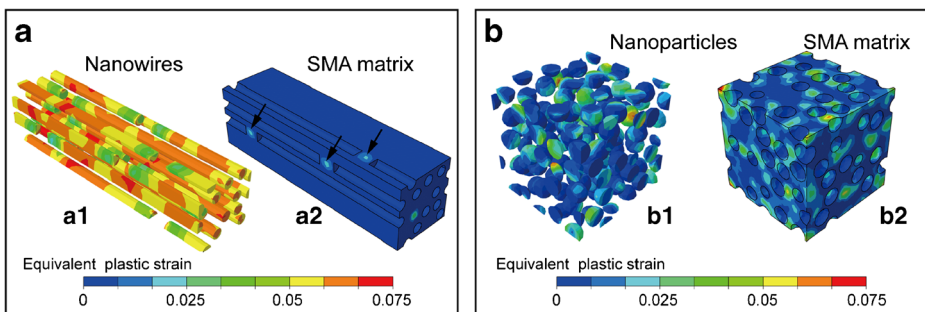 a
Nanowires
SMA matrix
a1
a2
Equivalent plastic strain
0 0.025 0.05 0.075
b
Nanoparticles
SMA matrix
b1
b2
Equivalent plastic strain
0 0.025 0.05 0.075